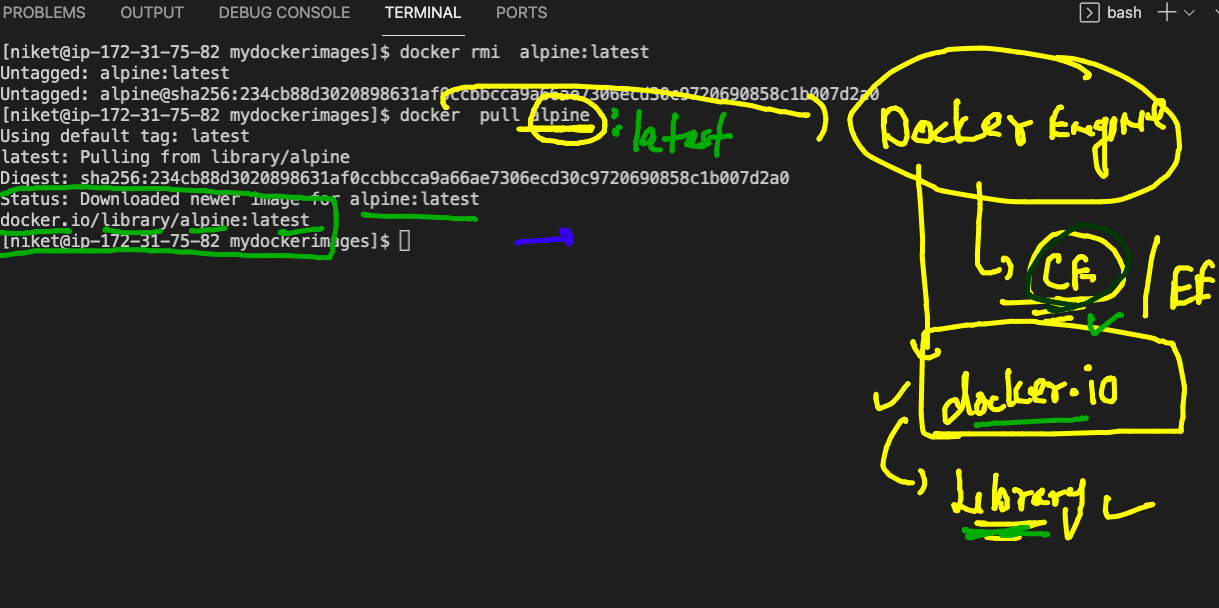 PROBLEMS OUTPUT DEBUG CONSOLE TERMINAL PORTS bash
[niket@ip-172-31-75-82 mydockerimages]$ docker rmi  alpine:latest
Untagged: alpine:latest
Untagged: alpine@sha256:234cb88d3020898631af0ccbbcca9a66ae7306ecd30c9720690858c1b007d2a0
[niket@ip-172-31-75-82 mydockerimages]$ docker  pull alpine :latest
Using default tag: latest
latest: Pulling from library/alpine
Digest: sha256:234cb88d3020898631af0ccbbcca9a66ae7306ecd30c9720690858c1b007d2a0
Status: Downloaded newer image for alpine:latest
docker.io/library/alpine:latest
[niket@ip-172-31-75-82 mydockerimages]$
Docker Engine
CE / EE
docker.io
Library